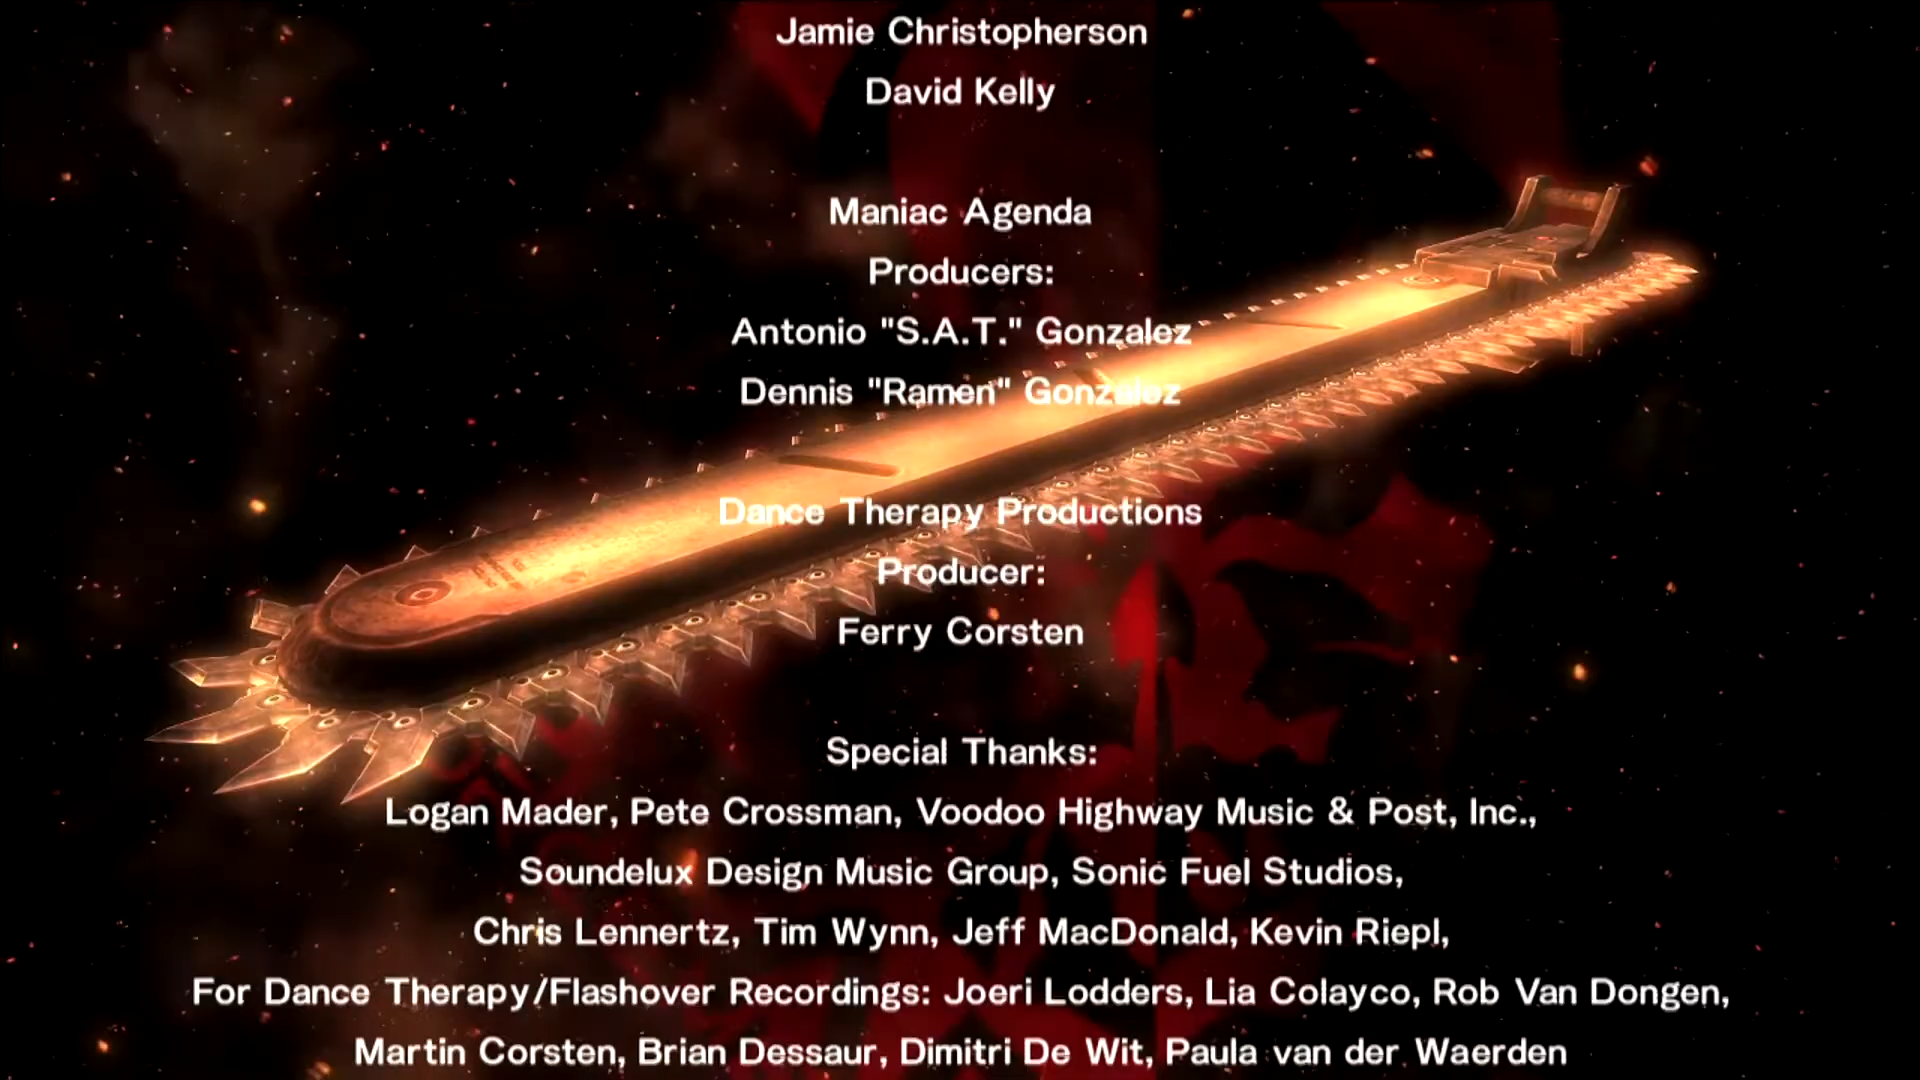 Jamie Christopherson
David Kelly
Maniac Agenda
Producers:
Antonio "S.A.T." Gonzalez
Dennis "Ramen" Gonzalez
Dance Therapy Productions
Producer:
Ferry Corsten
Special Thanks:
Logan Mader, Pete Crossman, Voodoo Highway Music & Post, Inc.,
Soundelux Design Music Group, Sonic Fuel Studios,
Chris Lennertz, Tim Wynn, Jeff MacDonald, Kevin Riepl,
For Dance Therapy/Flashover Recordings: Joeri Lodders, Lia Colayco, Rob Van Dongen,
Martin Corsten, Brian Dessaur, Dimitri De Wit, Paula van der Waerden